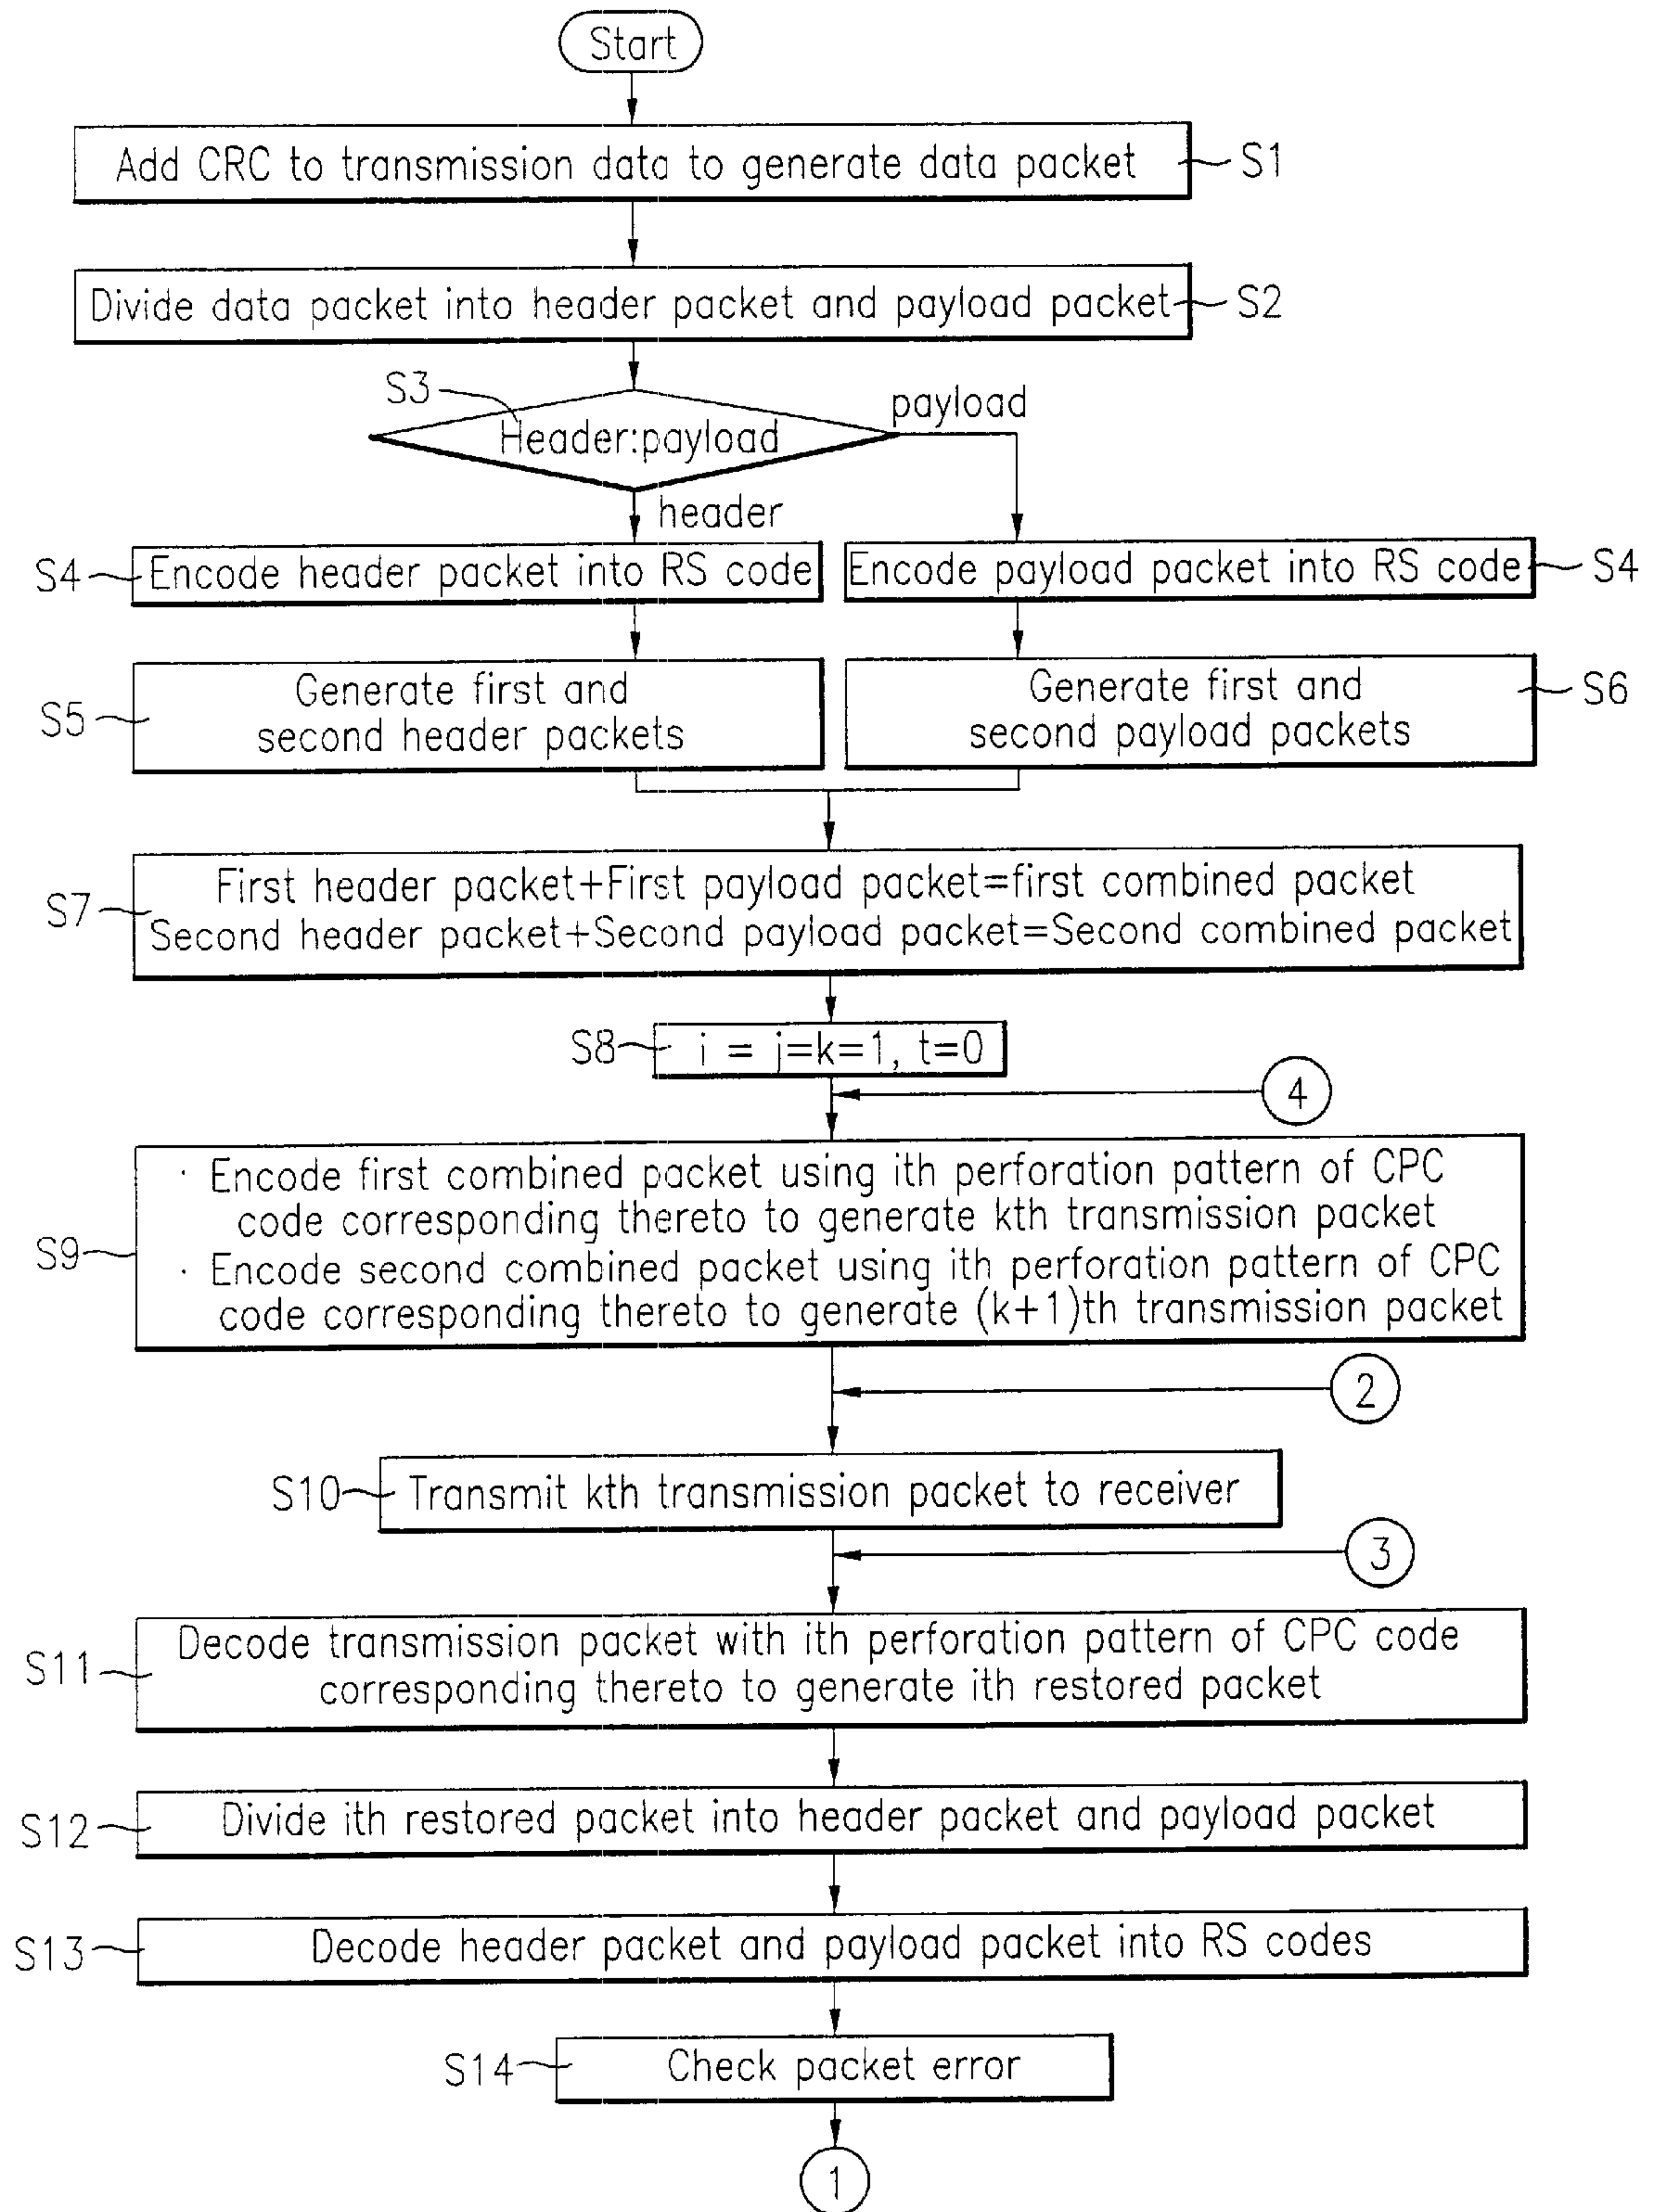 Start
Add CRC to transmission data to generate data packet
S1
Divide data packet into header packet and payload packet
S2
S3
Header:payload
payload
header
S4
Encode header packet into RS code
Encode payload packet into RS code
S4
S5
Generate first and
second header packets
Generate first and
second payload packets
S6
S7
First header packet+First payload packet=first combined packet
Second header packet+Second payload packet=Second combined packet
S8
i = j=k=1, t=0
4
S9
· Encode first combined packet using ith perforation pattern of CPC
code corresponding thereto to generate kth transmission packet
· Encode second combined packet using ith perforation pattern of CPC
code corresponding thereto to generate (k+1)th transmission packet
2
S10
Transmit kth transmission packet to receiver
3
S11
Decode transmission packet with ith perforation pattern of CPC code
corresponding thereto to generate ith restored packet
S12
Divide ith restored packet into header packet and payload packet
S13
Decode header packet and payload packet into RS codes
S14
Check packet error
1